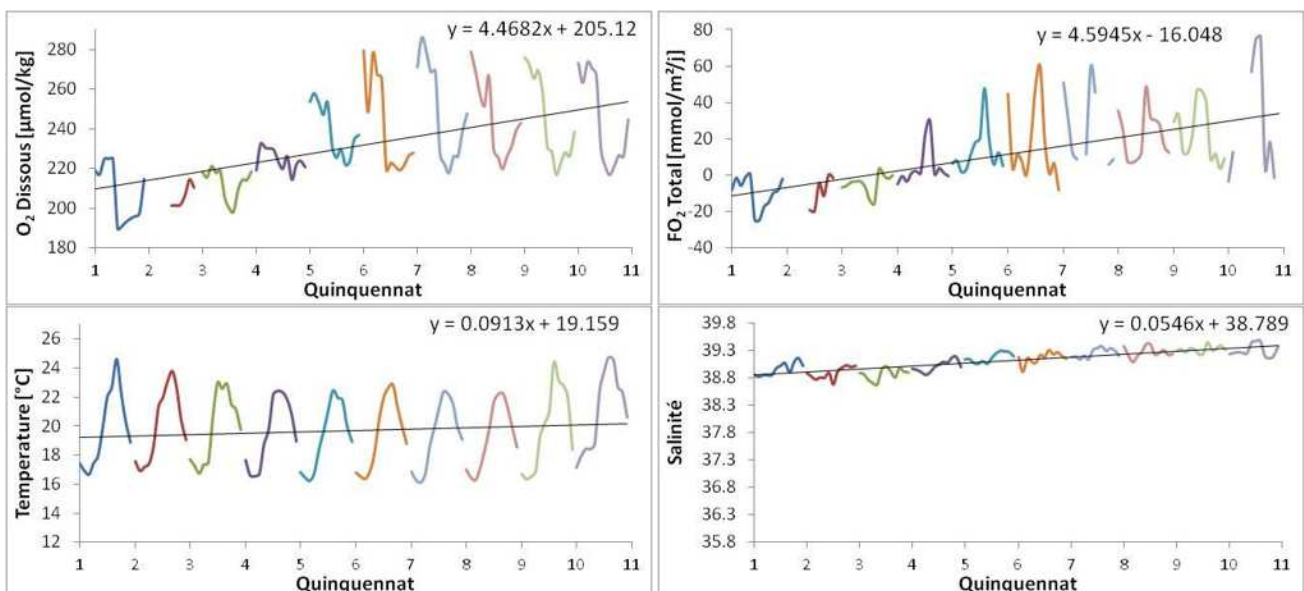 y = 4.4682x + 205.12
O₂ Dissous [µmol/kg]
280
260
240
220
200
180
1 2 3 4 5 6 7 8 9 10 11
Quinquennat
y = 4.5945x - 16.048
FO₂ Total [mmol/m²/j]
80
60
40
20
0
-20
-40
1 2 3 4 5 6 7 8 9 10 11
Quinquennat
y = 0.0913x + 19.159
Temperature [°C]
26
24
22
20
18
16
14
12
1 2 3 4 5 6 7 8 9 10 11
Quinquennat
y = 0.0546x + 38.789
Salinité
39.8
39.3
38.8
38.3
37.8
37.3
36.8
36.3
35.8
1 2 3 4 5 6 7 8 9 10 11
Quinquennat